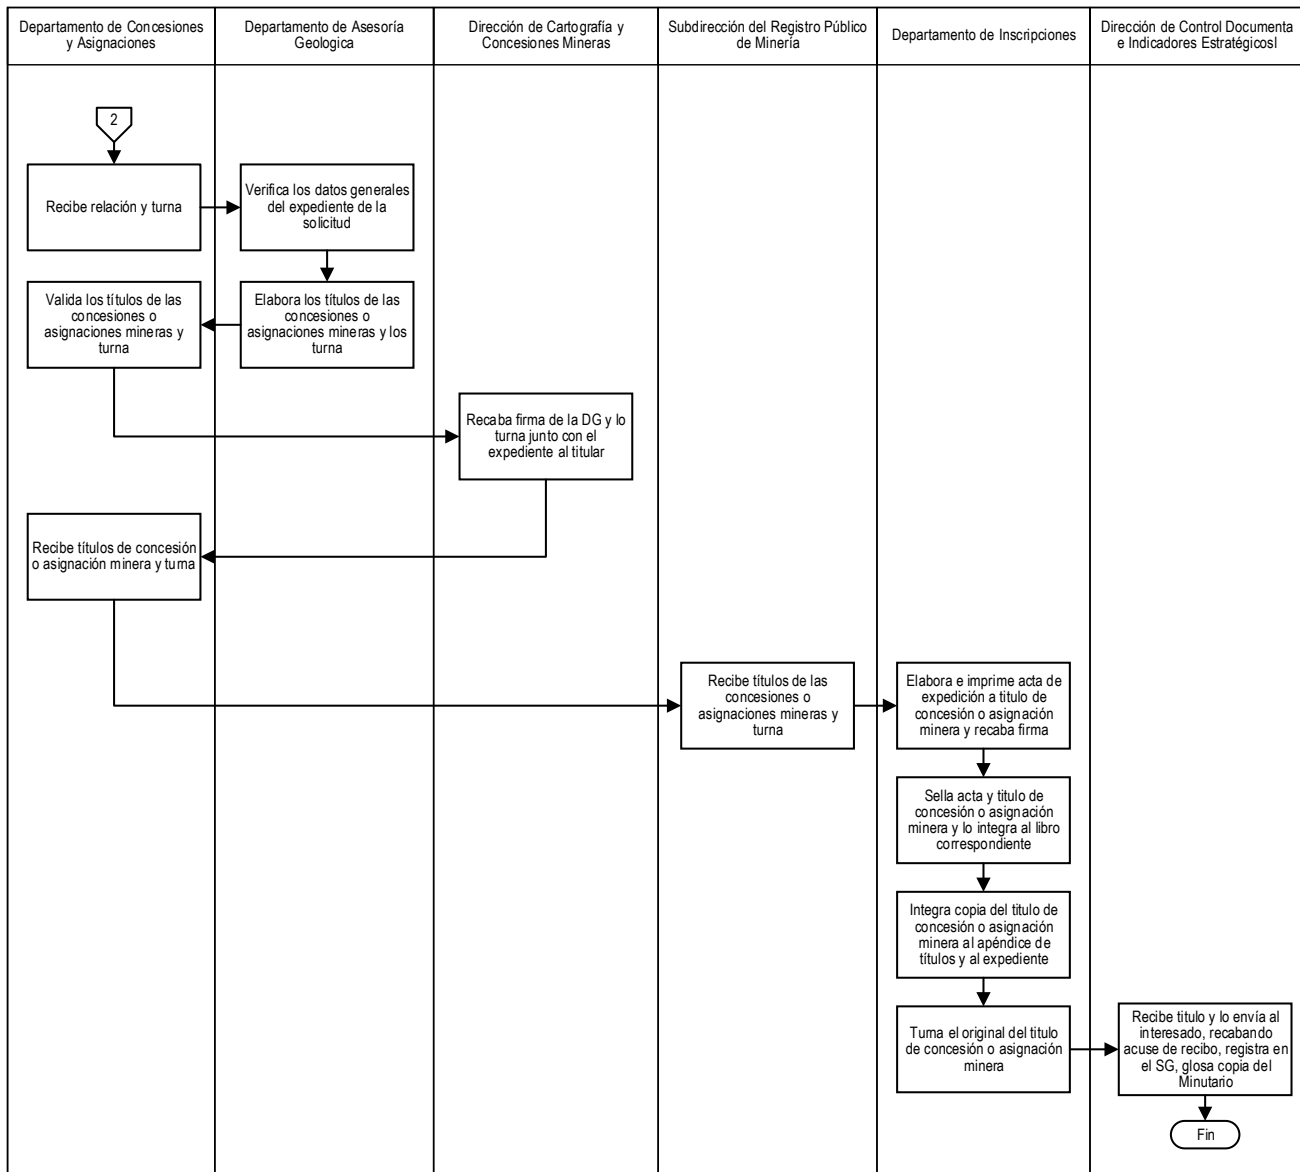 Departamento de Concesiones
y Asignaciones
Departamento de Asesoría
Geologica
Dirección de Cartografía y
Concesiones Mineras
Subdirección del Registro Público
de Minería
Departamento de Inscripciones
Dirección de Control Documenta
e Indicadores Estratégicosl
2
Recibe relación y turna
Verifica los datos generales
del expediente de la
solicitud
Valida los títulos de las
concesiones o
asignaciones mineras y
turna
Elabora los títulos de las
concesiones o
asignaciones mineras y los
turna
Recaba firma de la DG y lo
turna junto con el
expediente al titular
Recibe títulos de concesión
o asignación minera y turna
Recibe títulos de las
concesiones o
asignaciones mineras y
turna
Elabora e imprime acta de
expedición a titulo de
concesión o asignación
minera y recaba firma
Sella acta y titulo de
concesión o asignación
minera y lo integra al libro
correspondiente
Integra copia del titulo de
concesión o asignación
minera al apéndice de
títulos y al expediente
Turna el original del titulo
de concesión o asignación
minera
Recibe titulo y lo envía al
interesado, recabando
acuse de recibo, registra en
el SG, glosa copia del
Minutario
Fin